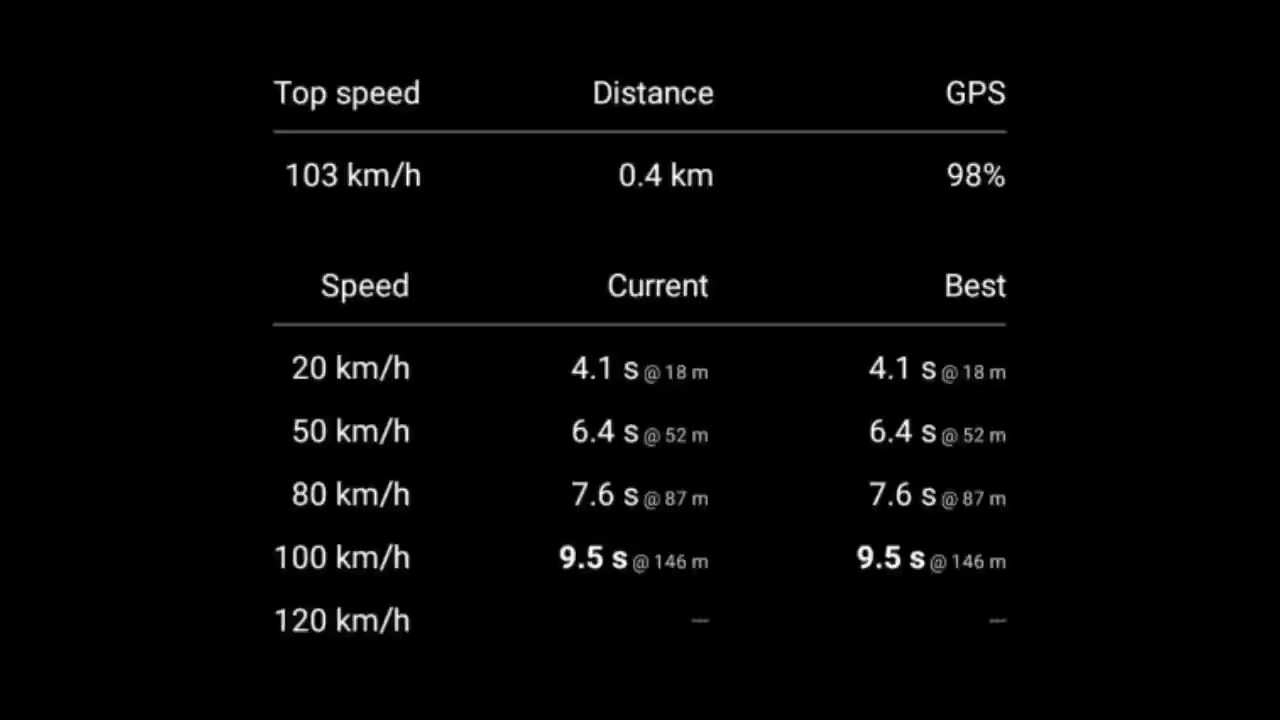 Top speed Distance GPS
103 km/h 0.4 km 98%
Speed Current Best
20 km/h 4.1 s @ 18 m 4.1 s @ 18 m
50 km/h 6.4 s @ 52 m 6.4 s @ 52 m
80 km/h 7.6 s @ 87 m 7.6 s @ 87 m
100 km/h 9.5 s @ 146 m 9.5 s @ 146 m
120 km/h — —